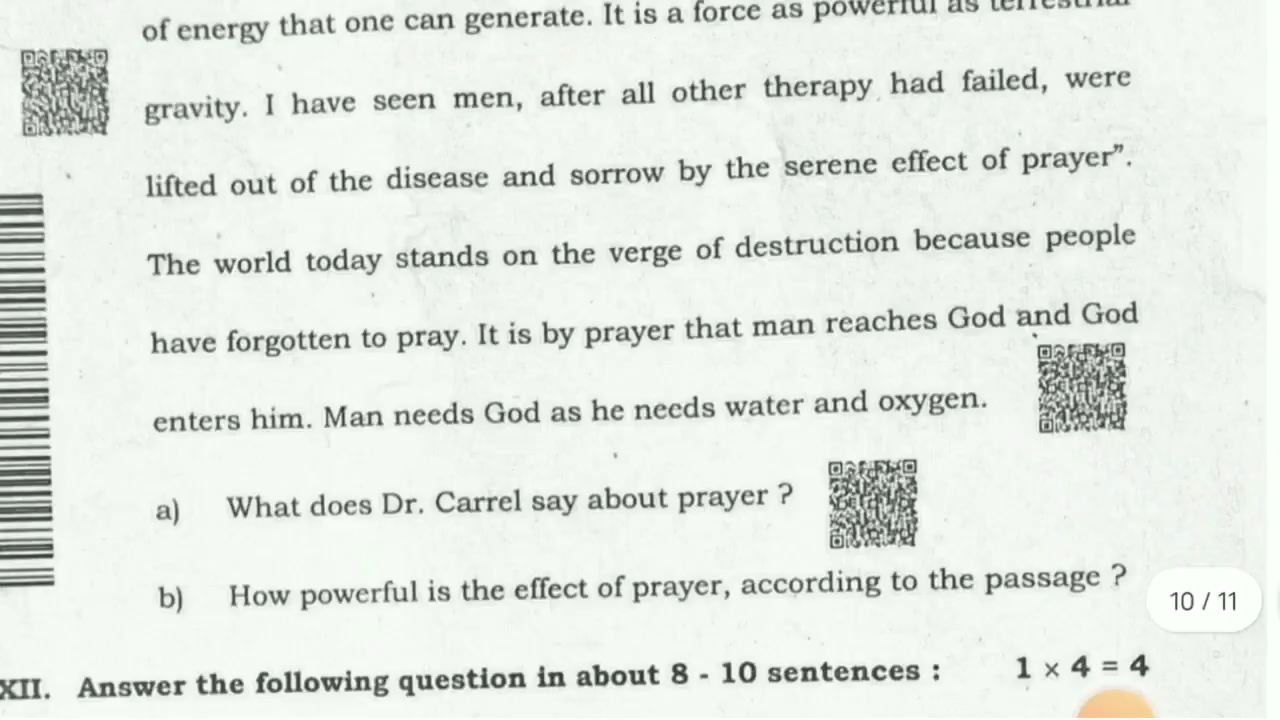 of energy that one can generate. It is a force as powerful as terrestrial
gravity. I have seen men, after all other therapy had failed, were
lifted out of the disease and sorrow by the serene effect of prayer”.
The world today stands on the verge of destruction because people
have forgotten to pray. It is by prayer that man reaches God and God
enters him. Man needs God as he needs water and oxygen.
a) What does Dr. Carrel say about prayer ?
b) How powerful is the effect of prayer, according to the passage ?
10 / 11
XII. Answer the following question in about 8 - 10 sentences : 1 × 4 = 4